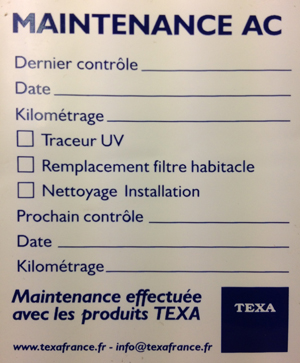 MAINTENANCE AC
Dernier contrôle
Date
Kilométrage
Traceur UV
Remplacement filtre habitacle
Nettoyage Installation
Prochain contrôle
Date
Kilométrage
Maintenance effectuée
avec les produits TEXA
TEXA
www.texafrance.fr - info@texafrance.fr